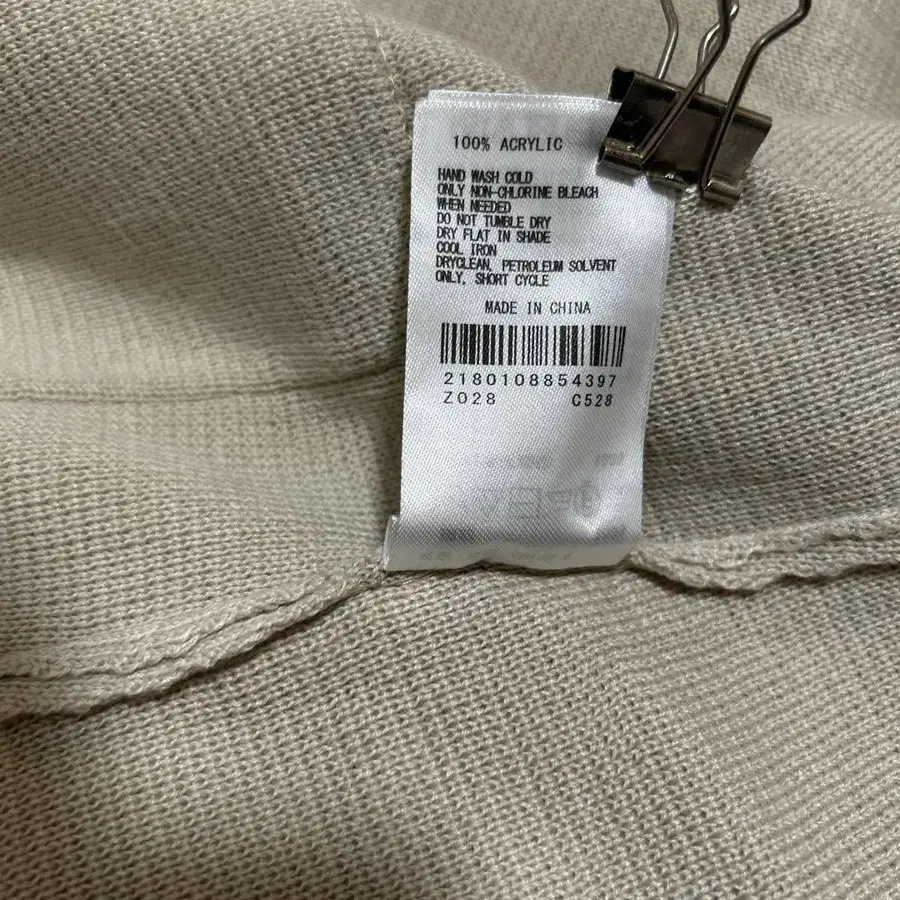 100% ACRYLIC
HAND WASH COLD
ONLY NON-CHLORINE BLEACH
WHEN NEEDED
DO NOT TUMBLE DRY
DRY FLAT IN SHADE
COOL IRON
DRYCLEAN, PETROLEUM SOLVENT
ONLY, SHORT CYCLE
MADE IN CHINA
2180108854397
Z028 C528